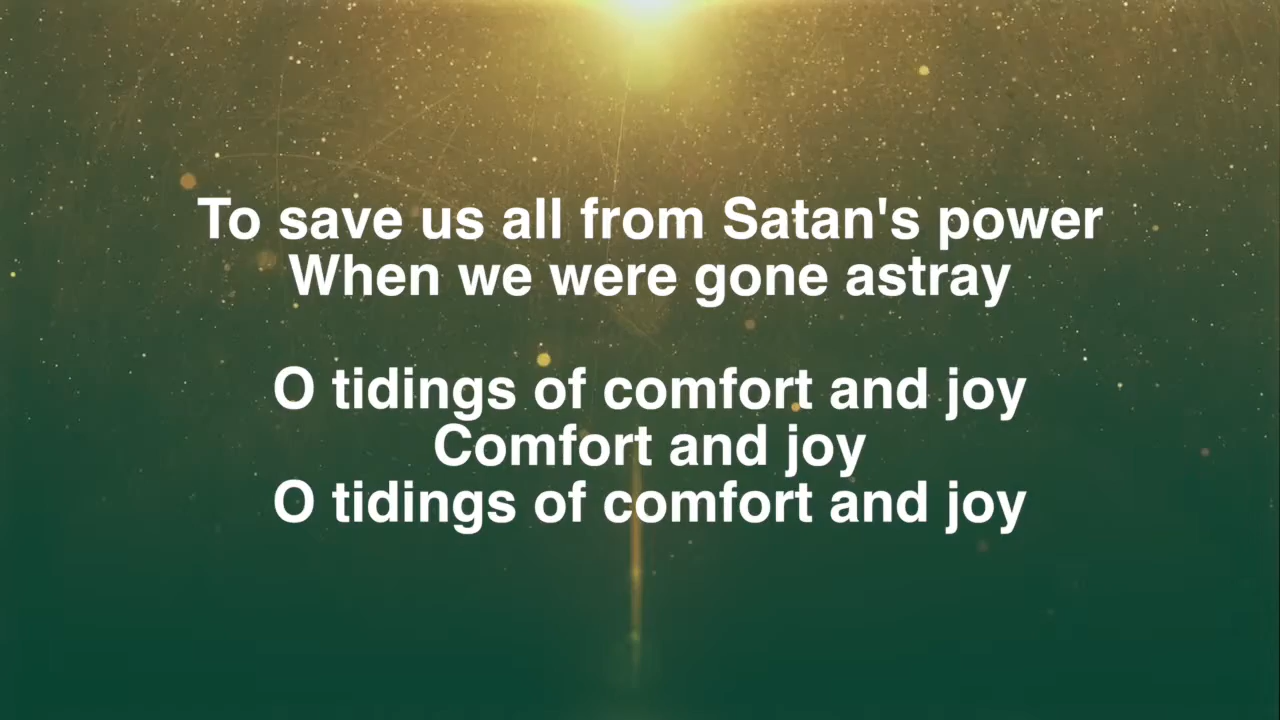 To save us all from Satan's power
When we were gone astray
O tidings of comfort and joy
Comfort and joy
O tidings of comfort and joy